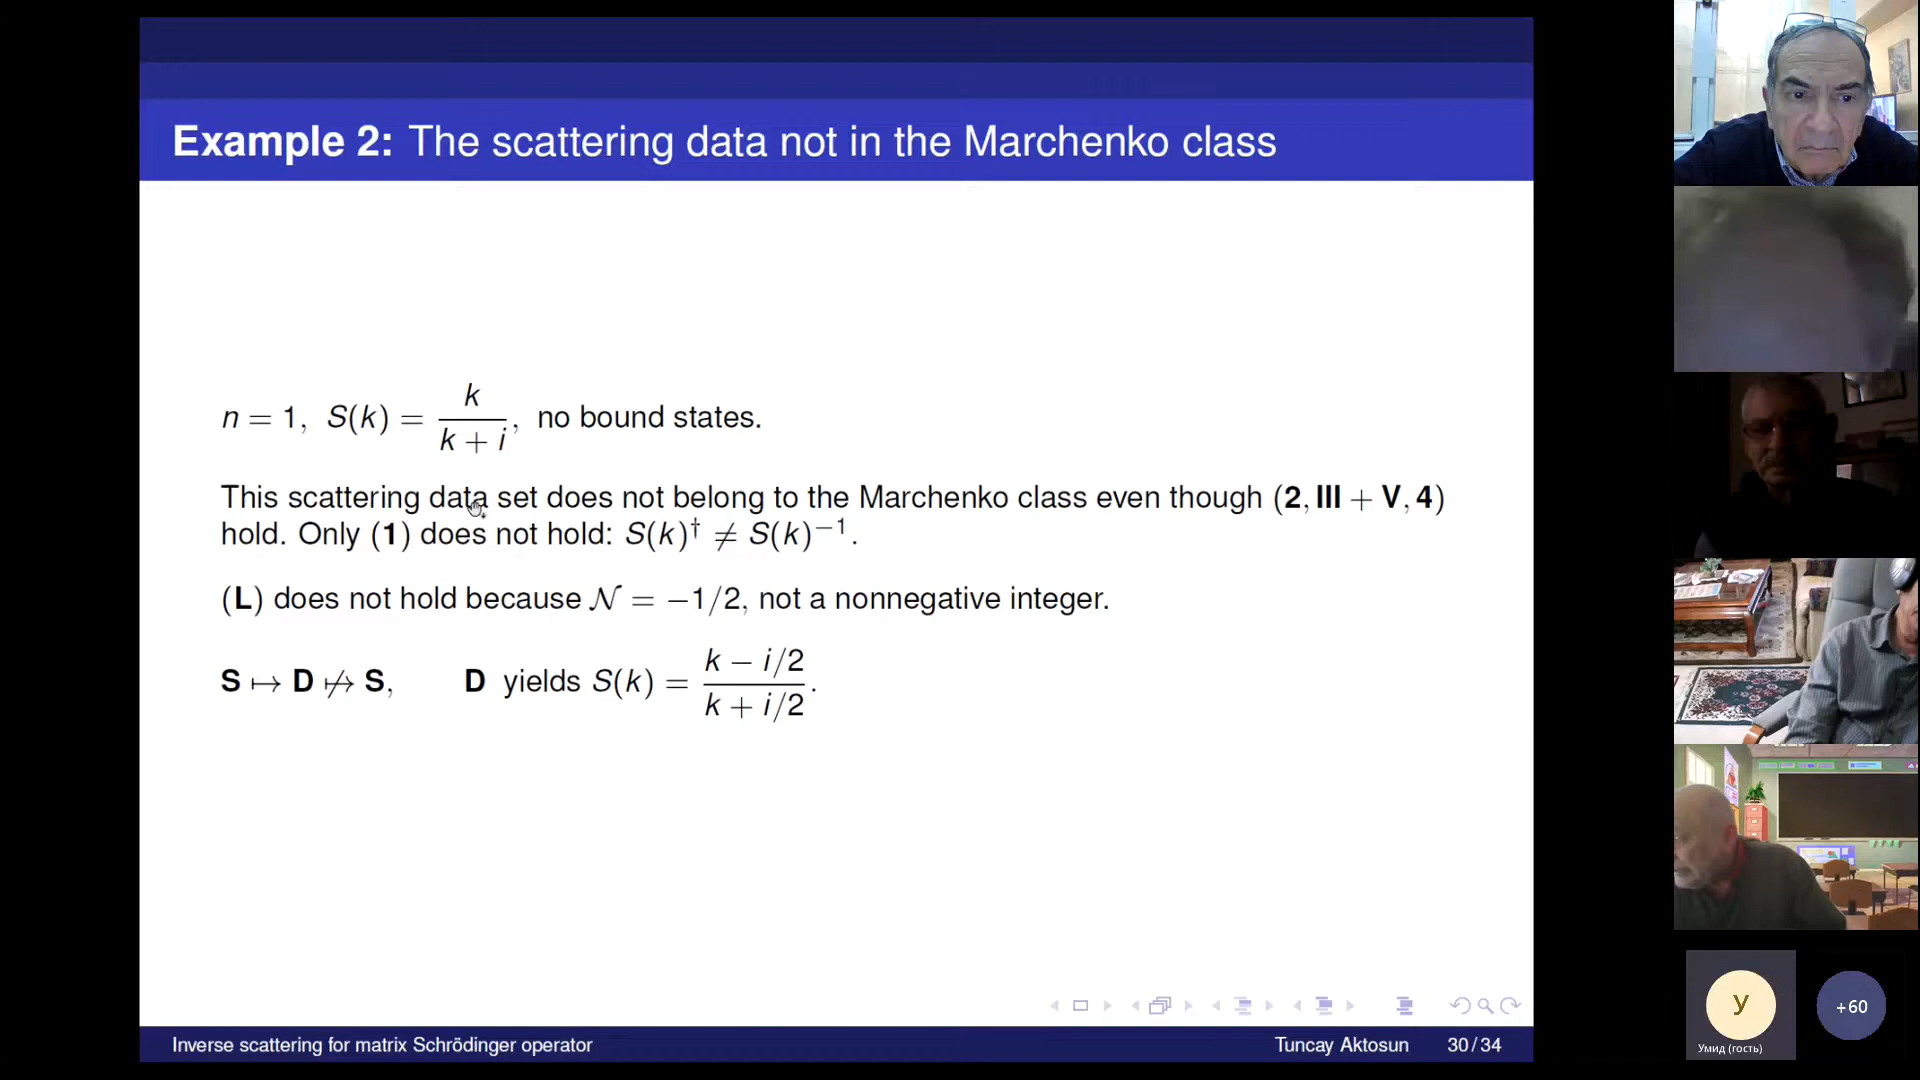 Example 2: The scattering data not in the Marchenko class
n = 1, S(k) = k / (k + i), no bound states.
This scattering data set does not belong to the Marchenko class even though (2, III + V, 4)
hold. Only (1) does not hold: S(k)† ≠ S(k)⁻¹.
(L) does not hold because 𝒩 = −1/2, not a nonnegative integer.
S ↦ D ↦̸ S, D yields S(k) = (k − i/2) / (k + i/2).
Inverse scattering for matrix Schrödinger operator
Tuncay Aktosun 30/34
У
Умид (гость)
+60